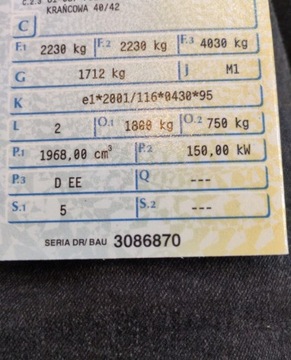 KRAŃCOWA 40/42
C
F.1 2230 kg F.2 2230 kg F.3 4030 kg
G 1712 kg j M1
K e1*2001/116*0430*95
L 2 O.1 1800 kg O.2 750 kg
P.1 1968,00 cm³ P.2 150,00 kW
P.3 D EE Q ---
S.1 5 S.2 ---
SERIA DR/BAU 3086870